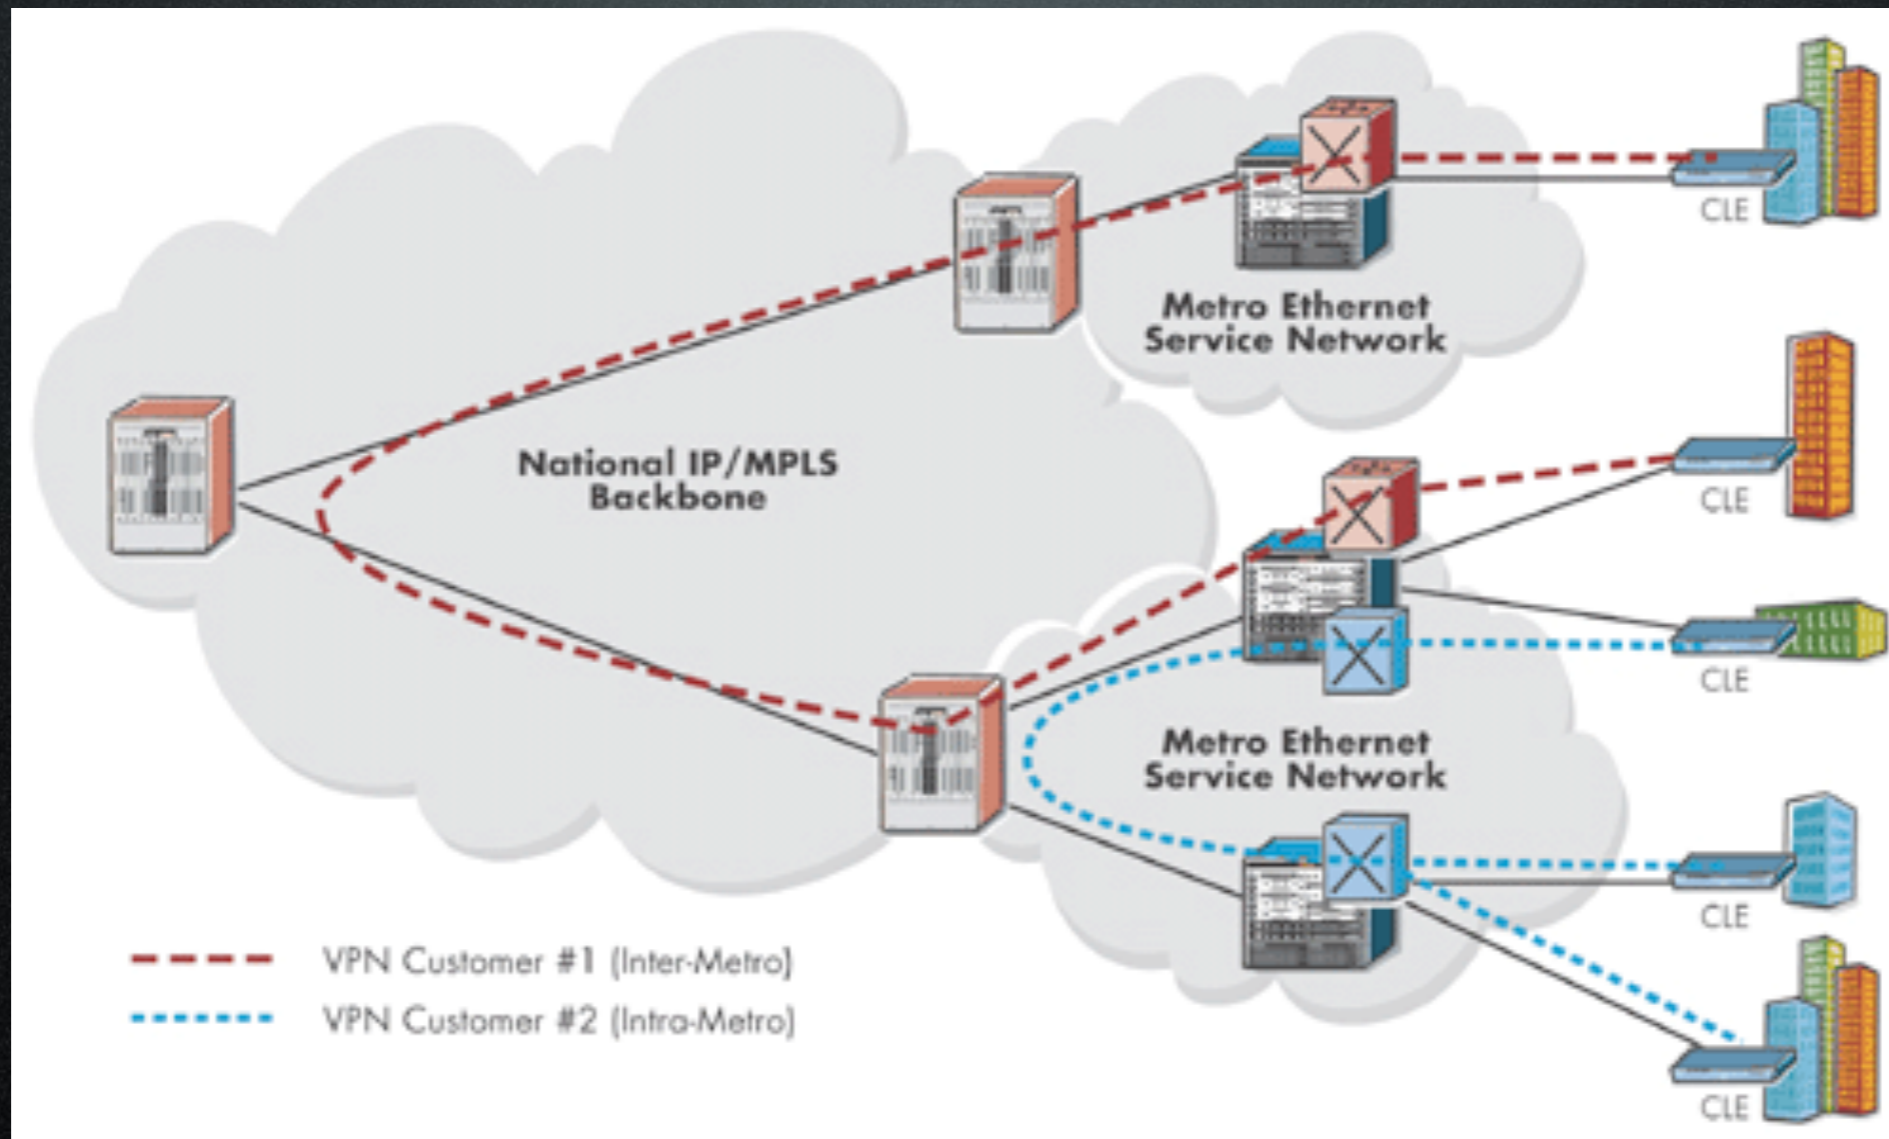 Metro Ethernet
Service Network
CLE
National IP/MPLS
Backbone
CLE
CLE
Metro Ethernet
Service Network
CLE
CLE
VPN Customer #1 (Inter-Metro)
VPN Customer #2 (Intra-Metro)